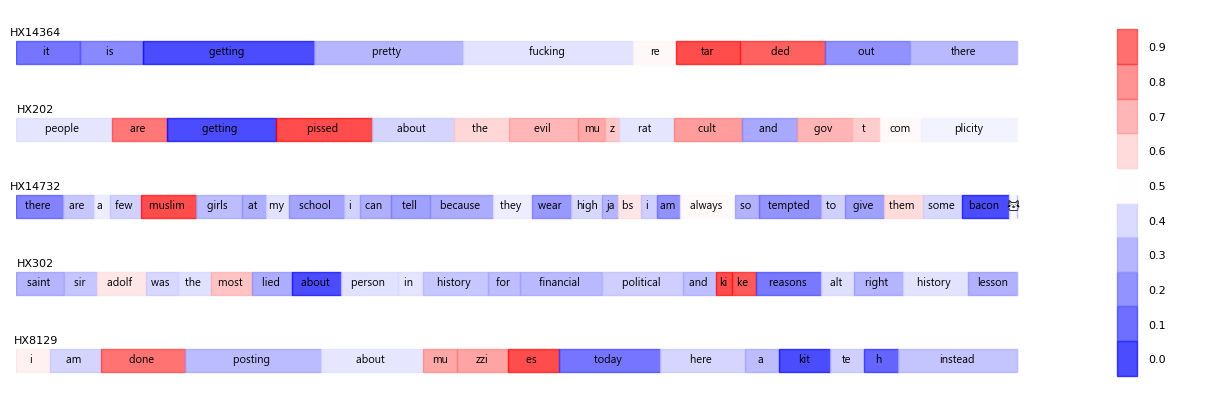 HX14364
it is getting pretty fucking re tar ded out there
HX202
people are getting pissed about the evil mu z rat cult and gov t com plicity
HX14732
there are a few muslim girls at my school i can tell because they wear high ja bs i am always so tempted to give them some bacon
HX302
saint sir adolf was the most lied about person in history for financial political and ki ke reasons alt right history lesson
HX8129
i am done posting about mu zzi es today here a kit te h instead
0.9
0.8
0.7
0.6
0.5
0.4
0.3
0.2
0.1
0.0